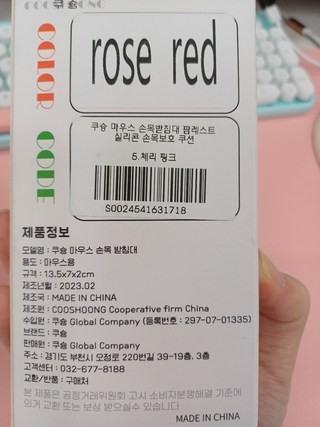 쿠숑
COLOR
rose red
CODE
쿠숑 마우스 손목받침대 팜레스트
실리콘 손목보호 쿠션
5.체리 핑크
S0024541631718
제품정보
모델명 : 쿠숑 마우스 손목 받침대
용도 : 마우스용
규격 : 13.5x7x2cm
제조년월 : 2023.02
제조국 : MADE IN CHINA
제조원 : COOSHOONG Cooperative firm China
수입원 : 쿠숑 Global Company (등록번호 : 297-07-01335)
브랜드 : 쿠숑
판매원 : 쿠숑 Global Company
주소 : 경기도 부천시 오정로 220번길 39-19동, 3층
고객센터 : 032-677-8188
교환/반품 : 구매처
본 제품은 공정거래위원회 고시 소비자분쟁해결 기준에
의거 교환 또는 보상 받으실수 있습니다
MADE IN CHINA